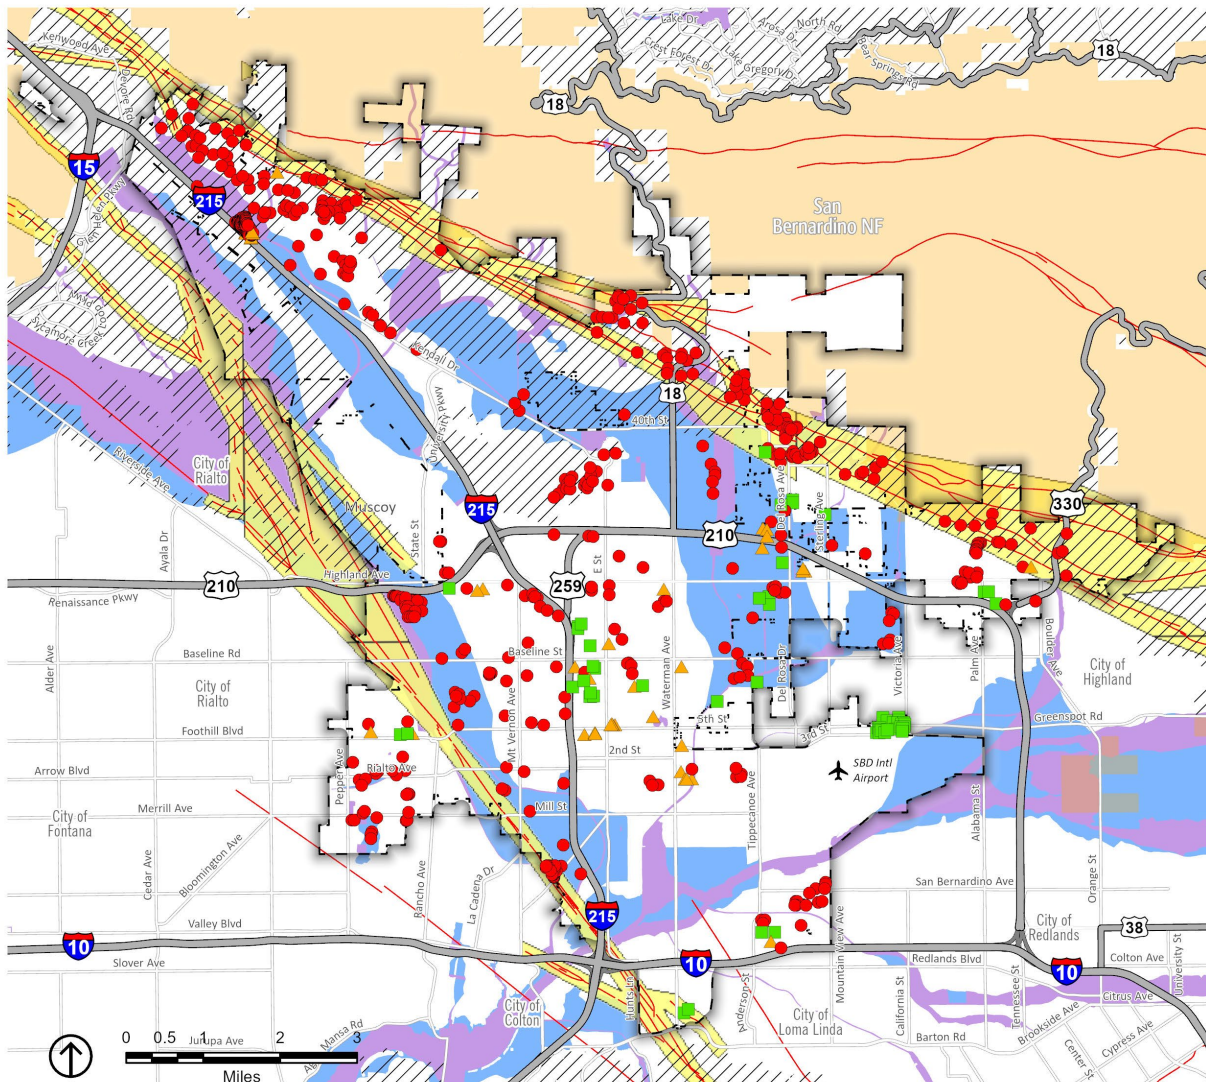 Kenwood Ave
Devore Rd
Lake Dr
Arosa Dr
North Rd
Crest Forest Dr
Lake Gregory Dr
Bear Springs Rd
18
18
15
Glen Helen Pkwy
215
San
Bernardino NF
Sycamore Creek Loop Pkwy
Kendall Dr
18
University Pkwy
40th St
Riverside Ave
City of
Rialto
Muscoy
215
Del Rosa Ave
Sterling Ave
330
Ayala Dr
State St
210
E St
Highland Ave
210
259
Renaissance Pkwy
Alder Ave
Baseline Rd
Baseline St
Waterman Ave
Del Rosa Dr
Victoria Ave
Palm Ave
Boulder Ave
City of
Highland
City of
Rialto
Mt Vernon Ave
5th St
3rd St
Greenspot Rd
Foothill Blvd
2nd St
Pepper Ave
Rialto Ave
Arrow Blvd
SBD Intl
Airport
Merrill Ave
Mill St
Tippecanoe Ave
Alabama St
City of
Fontana
Cedar Ave
Bloomington Ave
Rancho Ave
La Cadena Dr
San Bernardino Ave
Orange St
Valley Blvd
215
Mountain View Ave
City of
Redlands
38
10
10
Slover Ave
Redlands Blvd
10
Colton Ave
University St
City of
Colton
Hunts Ln
Anderson St
City of
Loma Linda
California St
Tennessee St
Citrus Ave
Brookside Ave
Cypress Ave
Center St
Barton Rd
Jurupa Ave
Mansa Rd
0 0.5 1 2 3
Miles